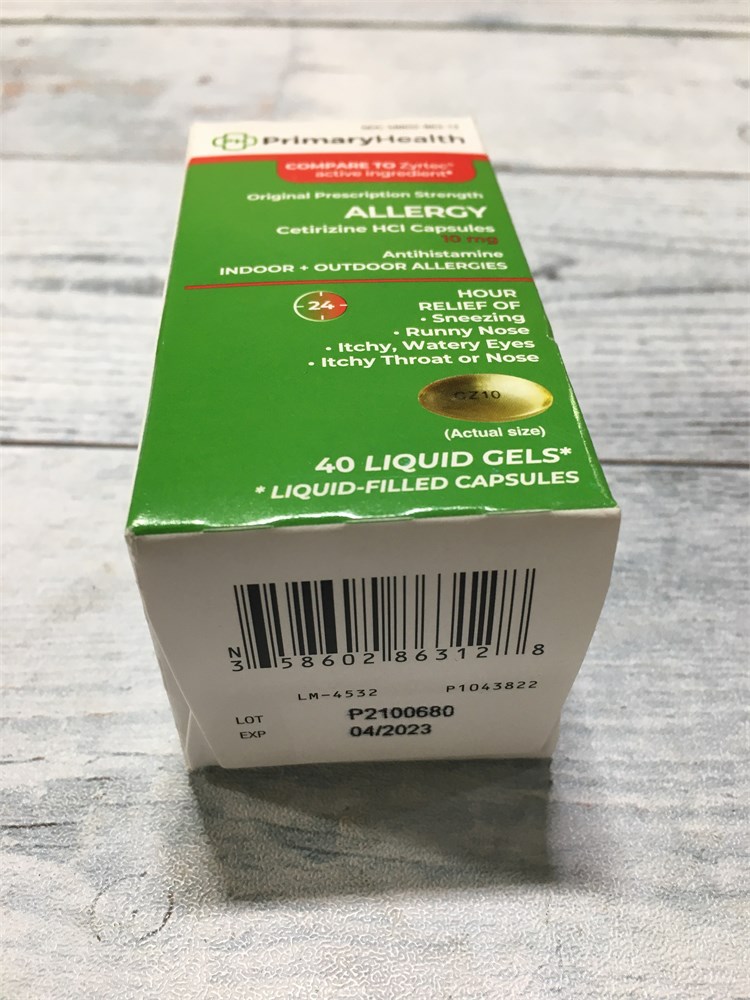 PrimaryHealth
COMPARE TO Zyrtec®
active ingredient*
Original Prescription Strength
ALLERGY
Cetirizine HCl Capsules
10 mg
Antihistamine
INDOOR + OUTDOOR ALLERGIES
24
HOUR
RELIEF OF
• Sneezing
• Runny Nose
• Itchy, Watery Eyes
• Itchy Throat or Nose
CZ10
(Actual size)
40 LIQUID GELS*
* LIQUID-FILLED CAPSULES
N
3 58602 86312 8
LM-4532 P1043822
LOT P2100680
EXP 04/2023